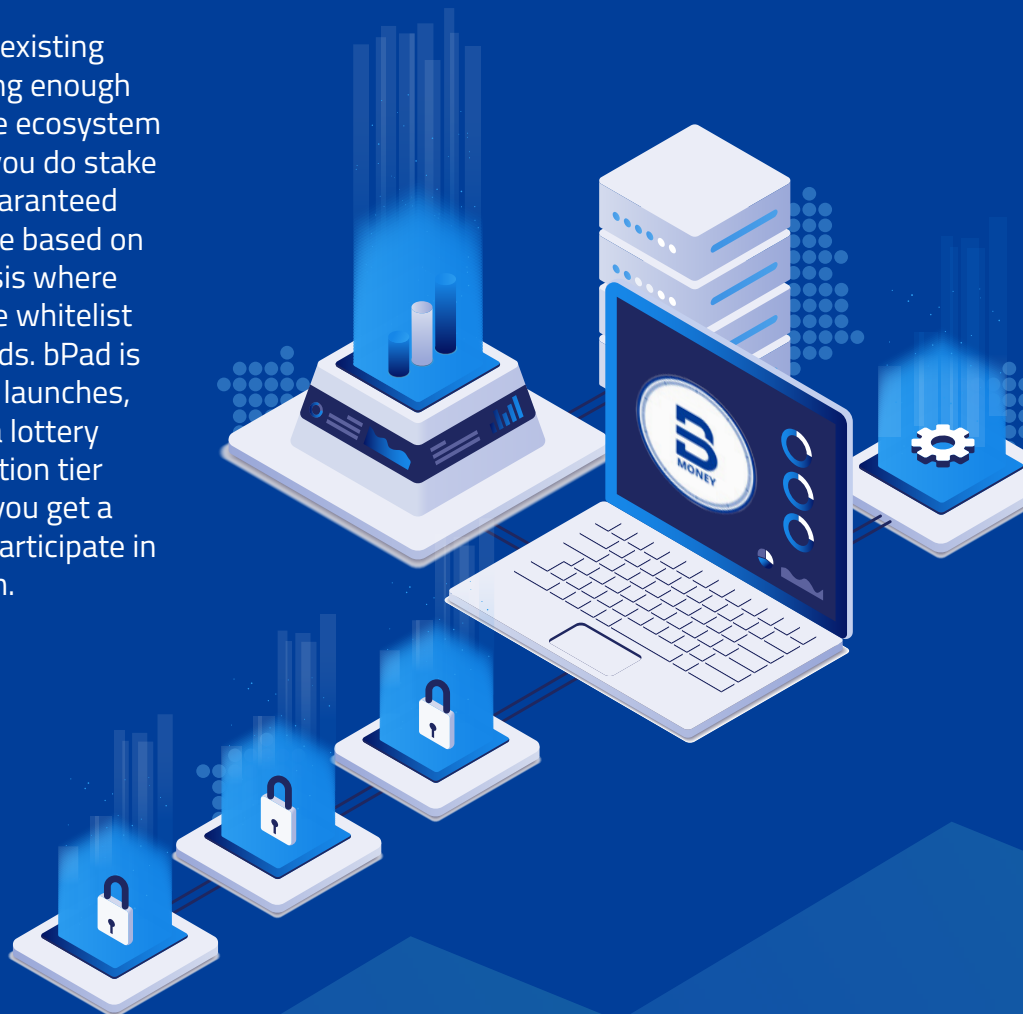 existing
ng enough
e ecosystem
you do stake
aranteed
e based on
sis where
e whitelist
ds. bPad is
launches,
a lottery
tion tier
you get a
articipate in
n.
B
MONEY